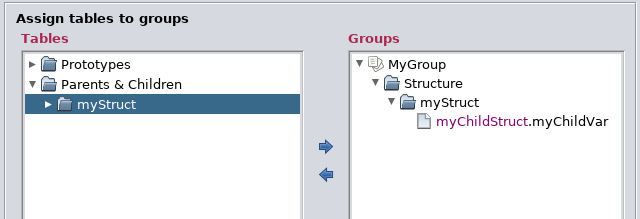 Assign tables to groups
Tables
Prototypes
Parents & Children
myStruct
Groups
MyGroup
Structure
myStruct
myChildStruct.myChildVar